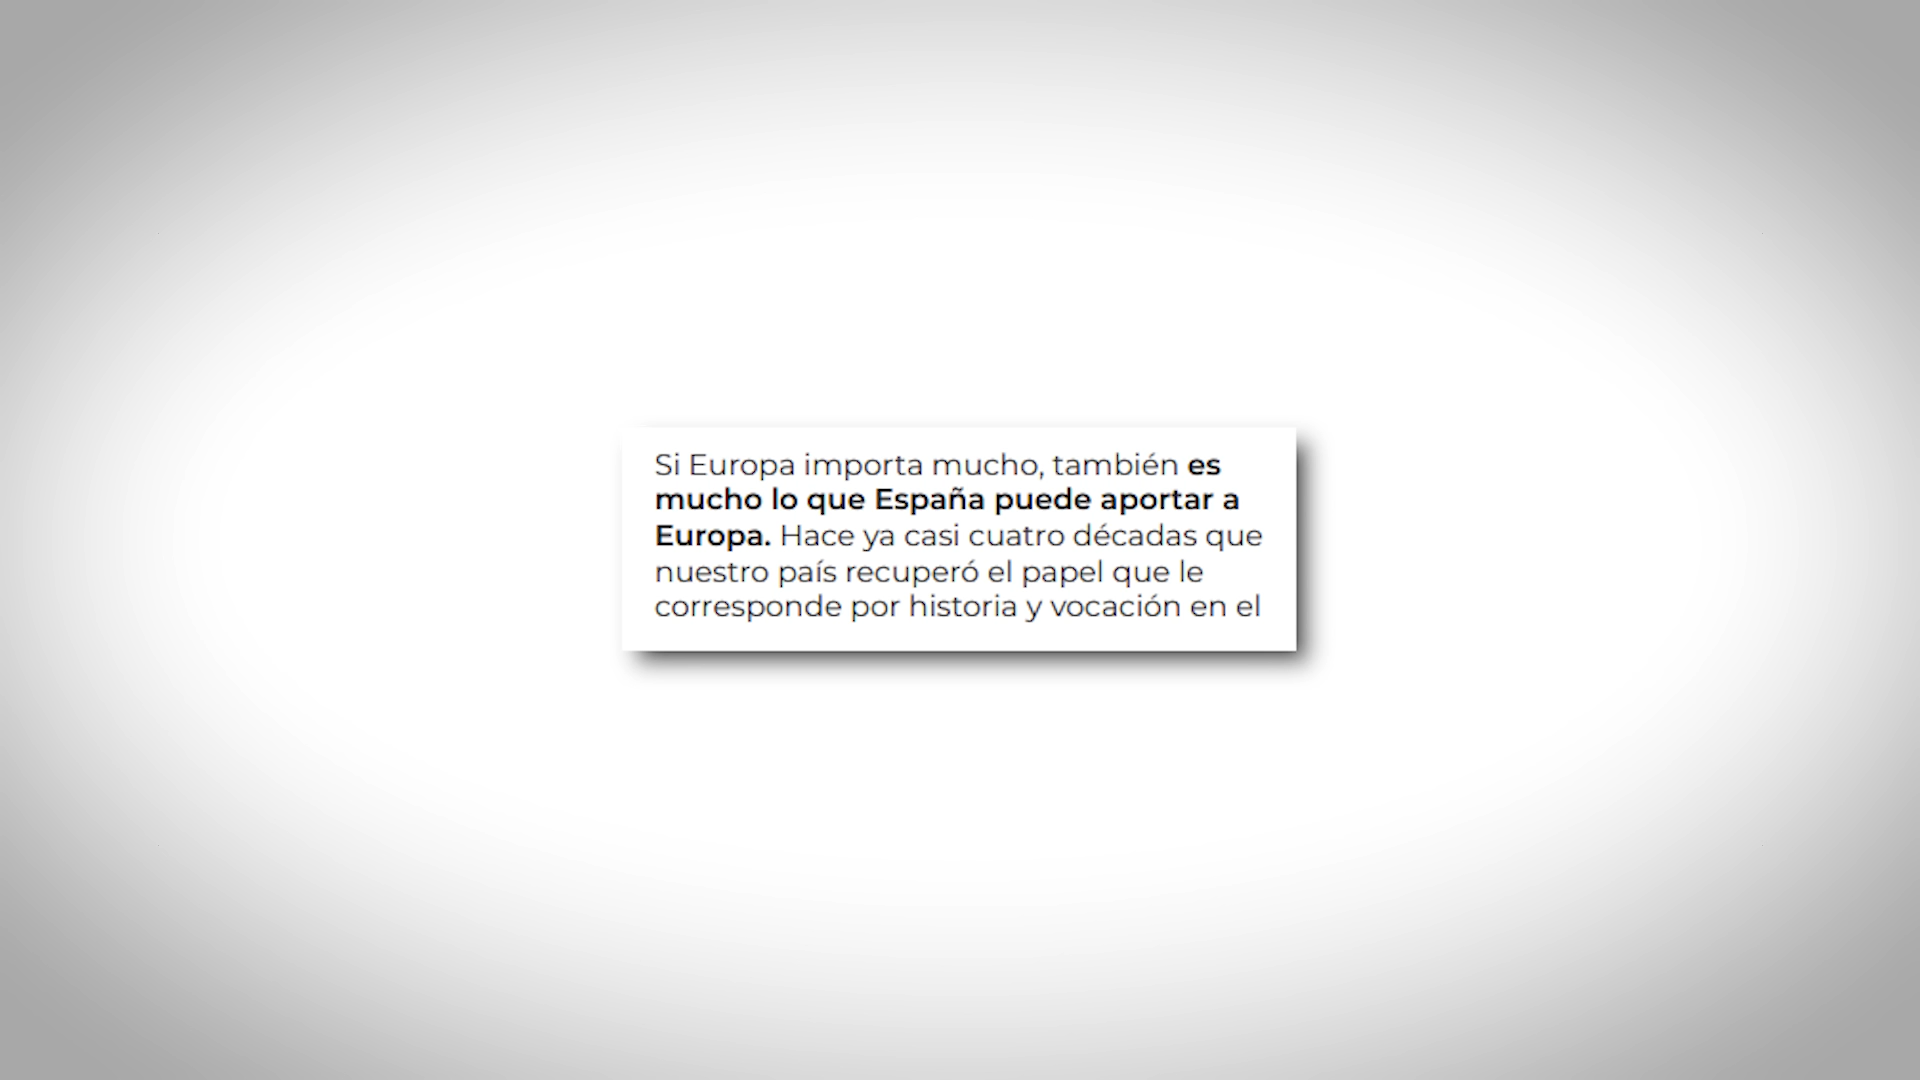 Si Europa importa mucho, también es
mucho lo que España puede aportar a
Europa. Hace ya casi cuatro décadas que
nuestro país recuperó el papel que le
corresponde por historia y vocación en el